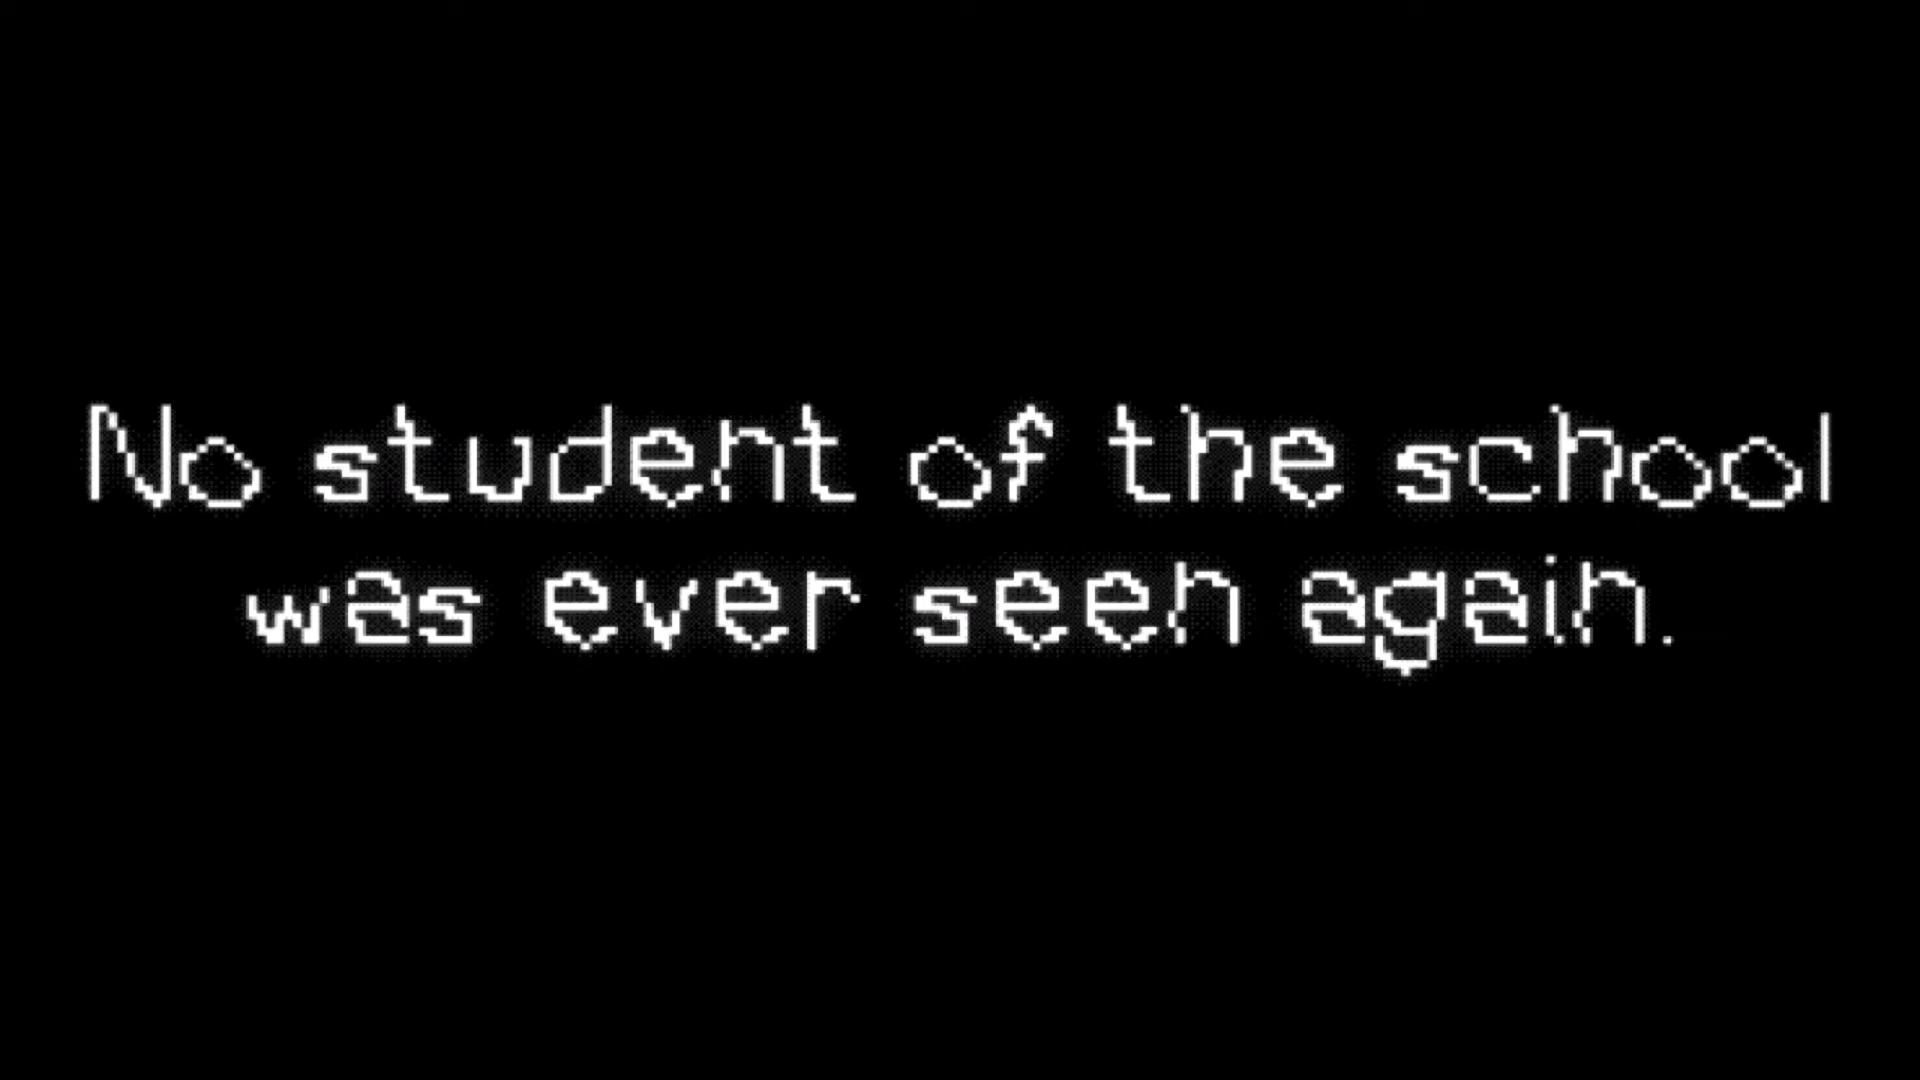 No student of the school
was ever seen again.